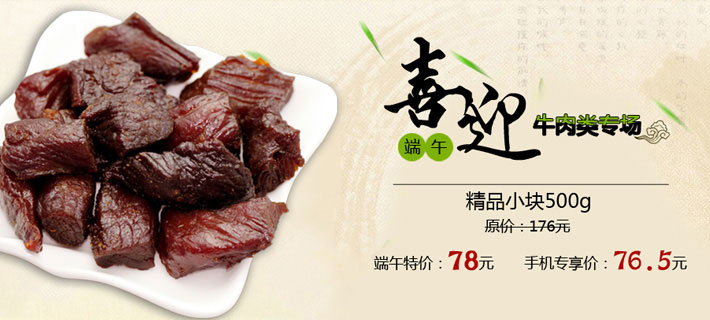 喜迎
端午
牛肉类专场
精品小块500g
原价：176元
端午特价：78元 手机专享价：76.5元